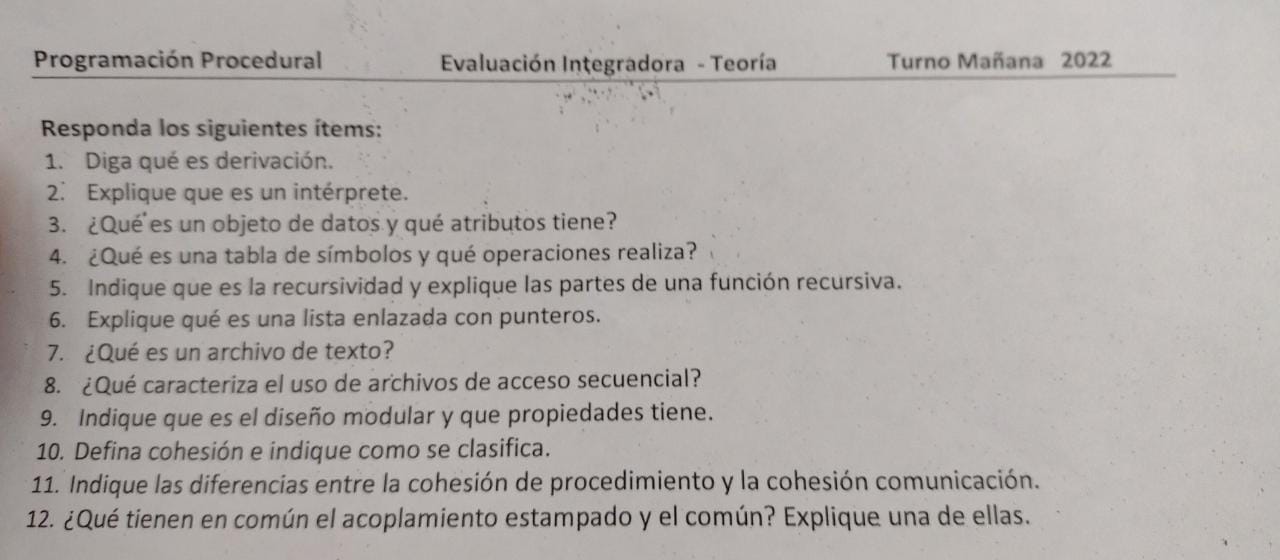 Programación Procedural Evaluación Integradora - Teoría Turno Mañana 2022
Responda los siguientes ítems:
1. Diga qué es derivación.
2. Explique que es un intérprete.
3. ¿Qué es un objeto de datos y qué atributos tiene?
4. ¿Qué es una tabla de símbolos y qué operaciones realiza?
5. Indique que es la recursividad y explique las partes de una función recursiva.
6. Explique qué es una lista enlazada con punteros.
7. ¿Qué es un archivo de texto?
8. ¿Qué caracteriza el uso de archivos de acceso secuencial?
9. Indique que es el diseño modular y que propiedades tiene.
10. Defina cohesión e indique como se clasifica.
11. Indique las diferencias entre la cohesión de procedimiento y la cohesión comunicación.
12. ¿Qué tienen en común el acoplamiento estampado y el común? Explique una de ellas.